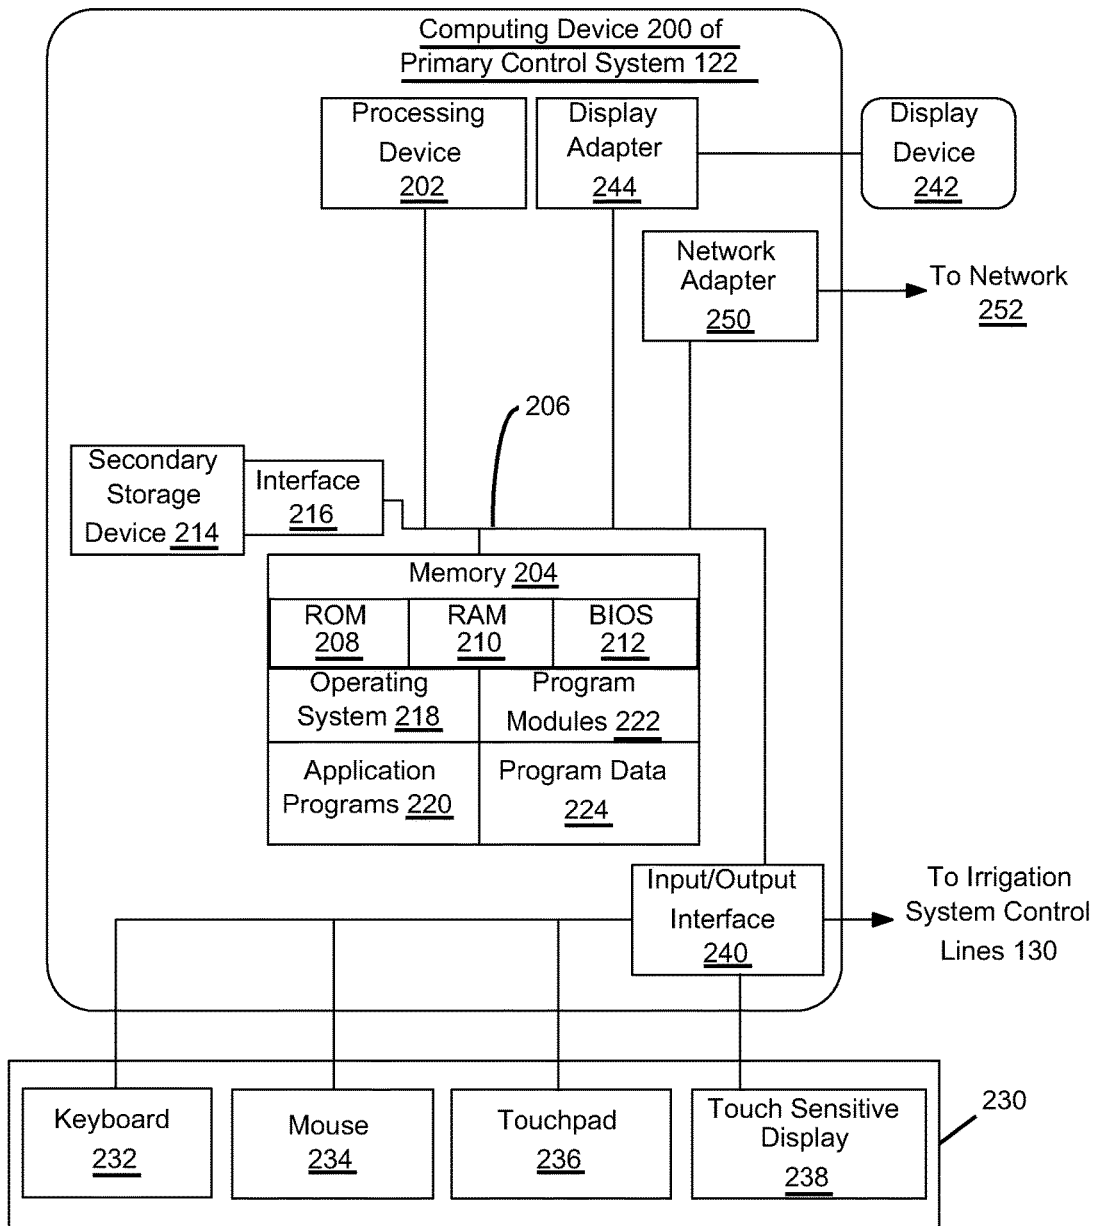 Computing Device 200 of
Primary Control System 122
Processing
Device
202
Display
Adapter
244
Display
Device
242
Network
Adapter
250
To Network
252
206
Secondary
Storage
Device 214
Interface
216
Memory 204
ROM
208
RAM
210
BIOS
212
Operating
System 218
Program
Modules 222
Application
Programs 220
Program Data
224
Input/Output
Interface
240
To Irrigation
System Control
Lines 130
230
Keyboard
232
Mouse
234
Touchpad
236
Touch Sensitive
Display
238